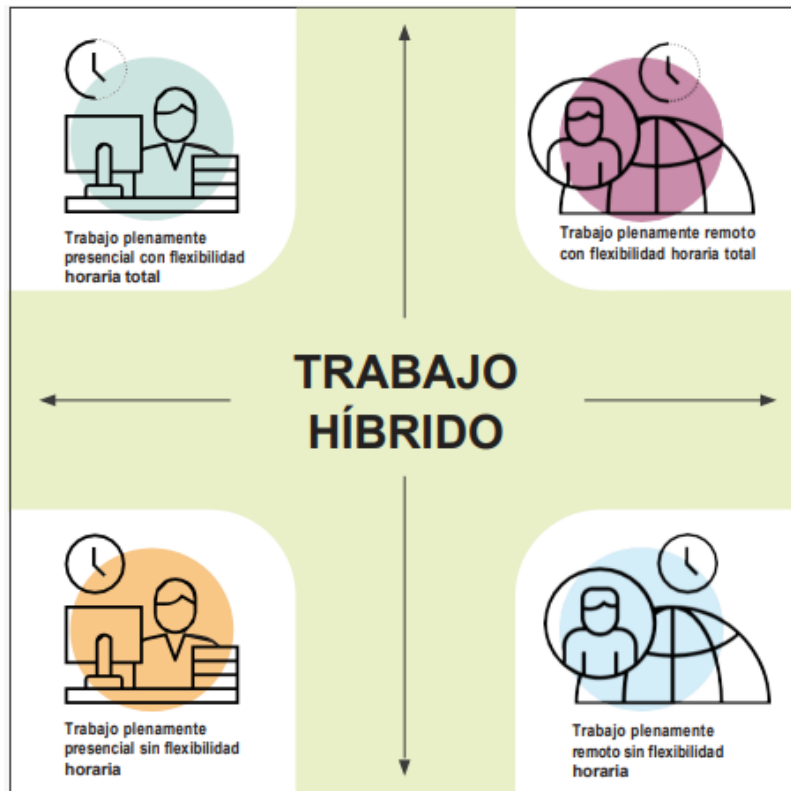 Trabajo plenamente
presencial con flexibilidad
horaria total
Trabajo plenamente remoto
con flexibilidad horaria total
TRABAJO
HÍBRIDO
Trabajo plenamente
presencial sin flexibilidad
horaria
Trabajo plenamente
remoto sin flexibilidad
horaria